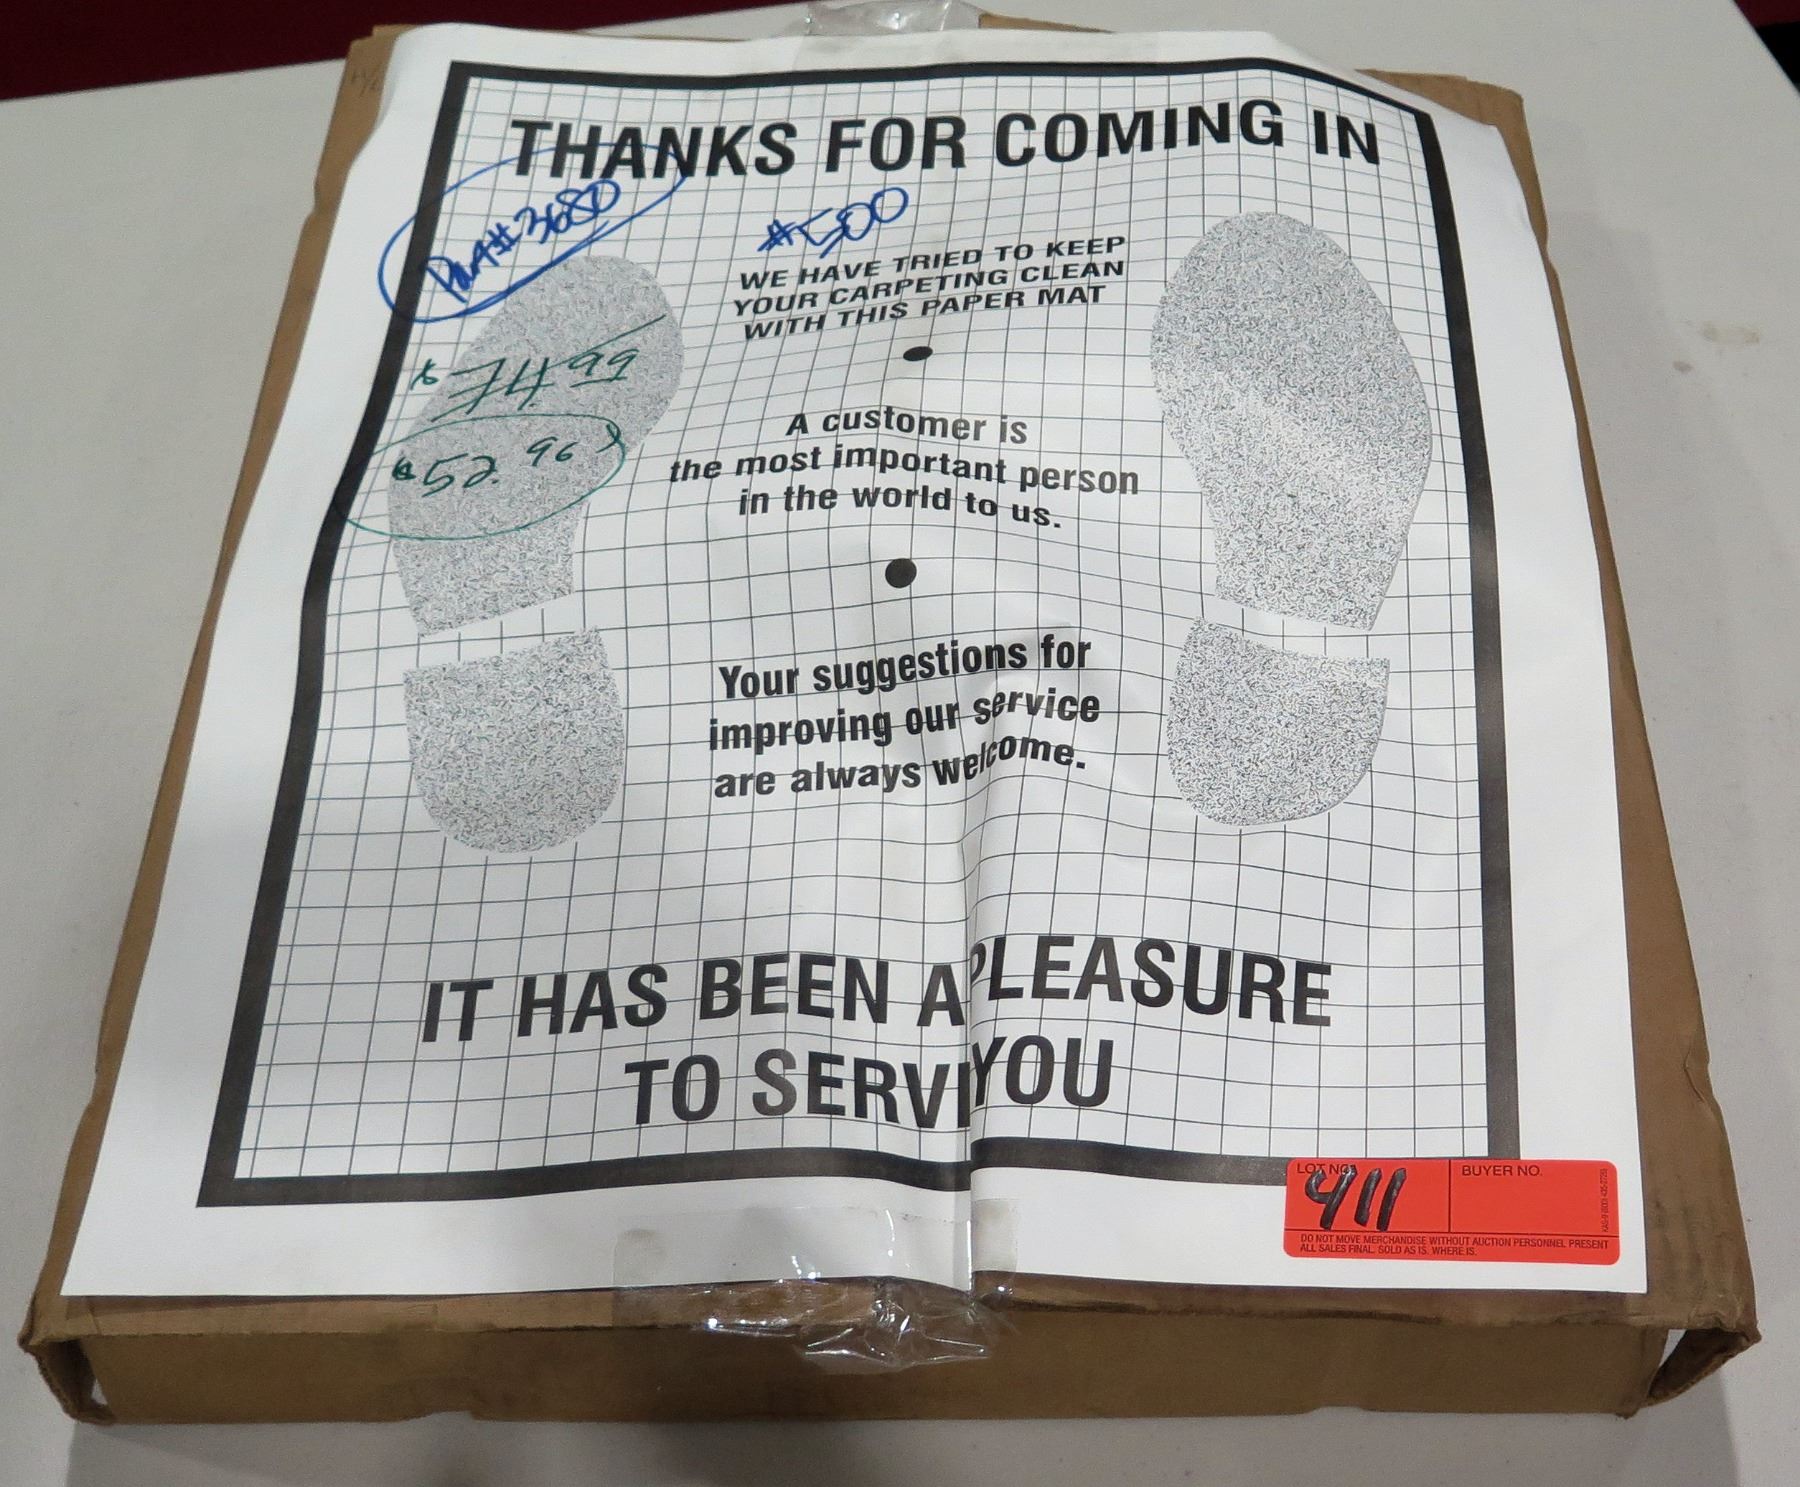 THANKS FOR COMING IN
Part# 3680
#500
WE HAVE TRIED TO KEEP
YOUR CARPETING CLEAN
WITH THIS PAPER MAT
$74.99
$52.96
A customer is
the most important person
in the world to us.
Your suggestions for
improving our service
are always welcome.
IT HAS BEEN A PLEASURE
TO SERV YOU
LOT NO.
411
BUYER NO.
DO NOT MOVE MERCHANDISE WITHOUT AUCTION PERSONNEL PRESENT
ALL SALES FINAL. SOLD AS IS. WHERE IS.